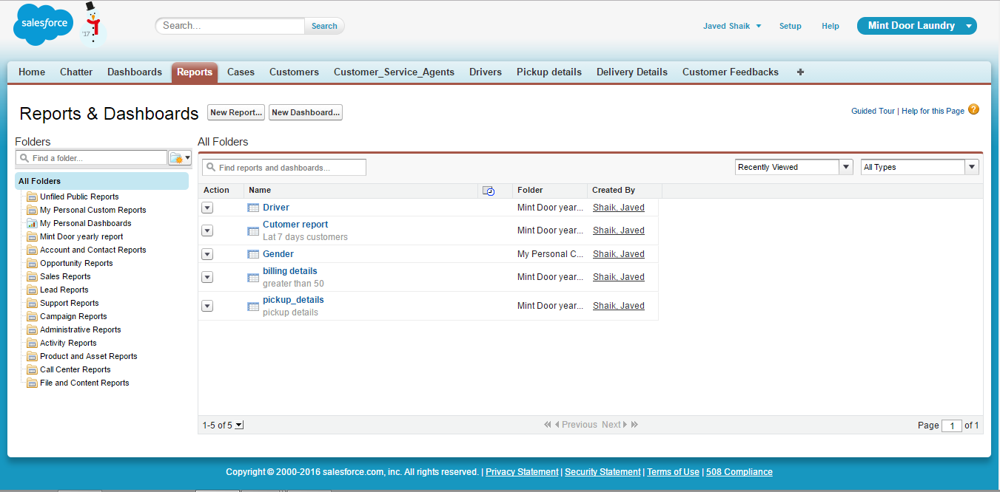 salesforce
'17
Search...
Search
Javed Shaik
Setup
Help
Mint Door Laundry
Home
Chatter
Dashboards
Reports
Cases
Customers
Customer_Service_Agents
Drivers
Pickup details
Delivery Details
Customer Feedbacks
+
Reports & Dashboards
New Report...
New Dashboard...
Guided Tour | Help for this Page ?
Folders
Find a folder...
All Folders
Unfiled Public Reports
My Personal Custom Reports
My Personal Dashboards
Mint Door yearly report
Account and Contact Reports
Opportunity Reports
Sales Reports
Lead Reports
Support Reports
Campaign Reports
Administrative Reports
Activity Reports
Product and Asset Reports
Call Center Reports
File and Content Reports
All Folders
Find reports and dashboards...
Recently Viewed
All Types
Action Name Folder Created By
Driver Mint Door year... Shaik, Javed
Cutomer report Mint Door year... Shaik, Javed
Lat 7 days customers
Gender My Personal C... Shaik, Javed
billing details Mint Door year... Shaik, Javed
greater than 50
pickup_details Mint Door year... Shaik, Javed
pickup details
1-5 of 5
Previous Next
Page 1 of 1
Copyright © 2000-2016 salesforce.com, inc. All rights reserved. | Privacy Statement | Security Statement | Terms of Use | 508 Compliance